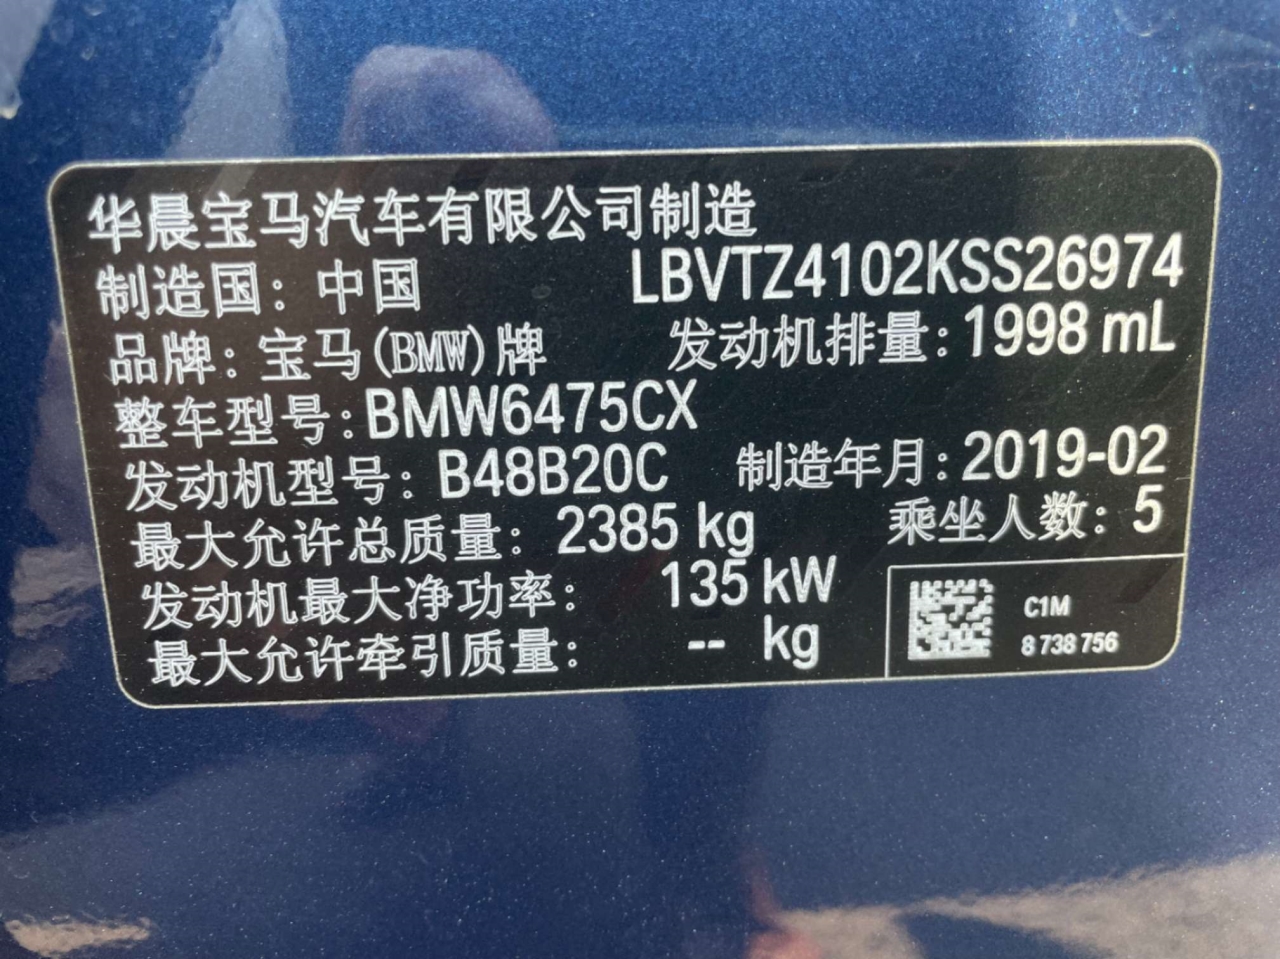 华晨宝马汽车有限公司制造
制造国：中国 LBVTZ4102KSS26974
品牌：宝马(BMW)牌 发动机排量：1998 mL
整车型号：BMW6475CX
发动机型号：B48B20C 制造年月：2019-02
最大允许总质量：2385 kg 乘坐人数：5
发动机最大净功率：135 kW
最大允许牵引质量：-- kg
C1M
8 738 756